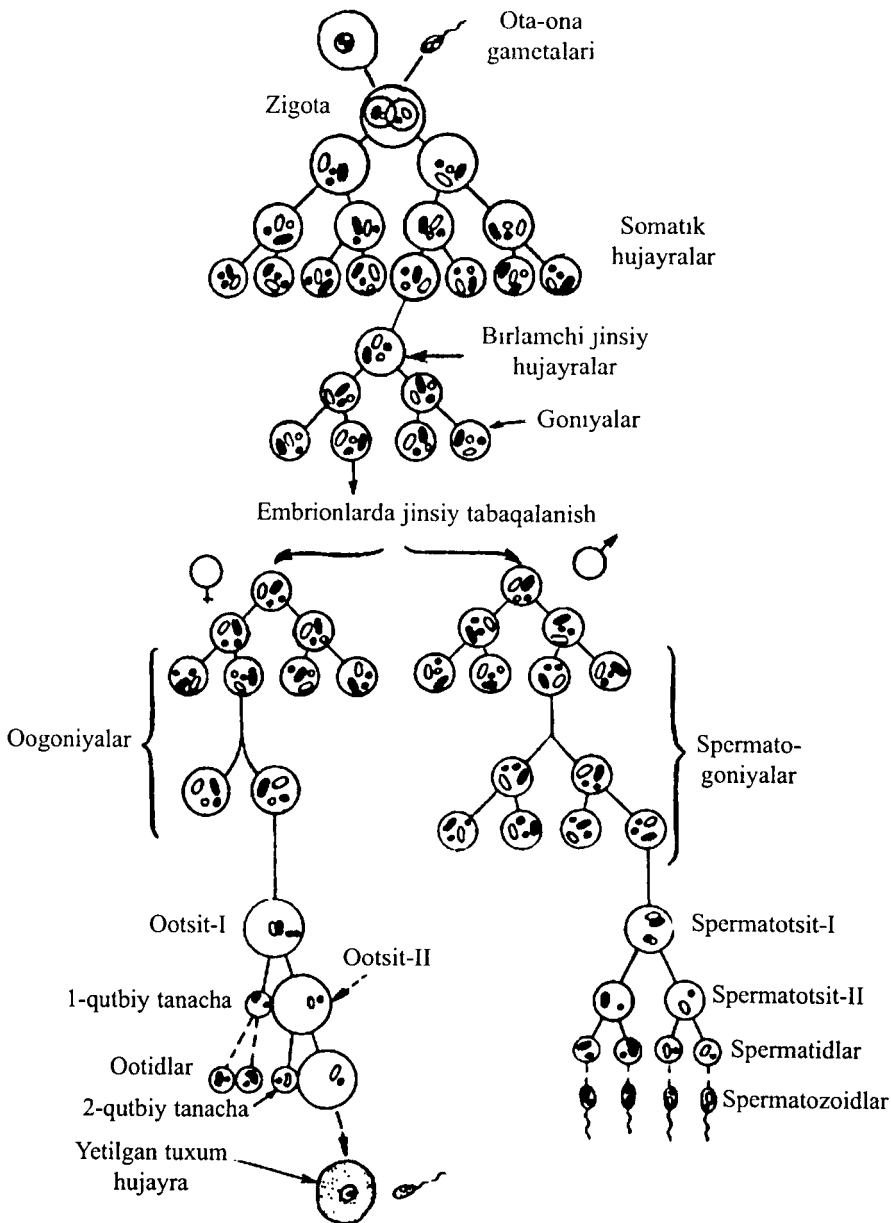 Ota-ona
gametalari
Zigota
Somatik
hujayralar
Birlamchi jinsiy
hujayralar
Goniyalar
Embrionlarda jinsiy tabaqalanish
Oogoniyalar
Spermato-
goniyalar
Ootsit-I
Ootsit-II
1-qutbiy tanacha
Ootidlar
2-qutbiy tanacha
Yetilgan tuxum
hujayra
Spermatotsit-I
Spermatotsit-II
Spermatidlar
Spermatozoidlar